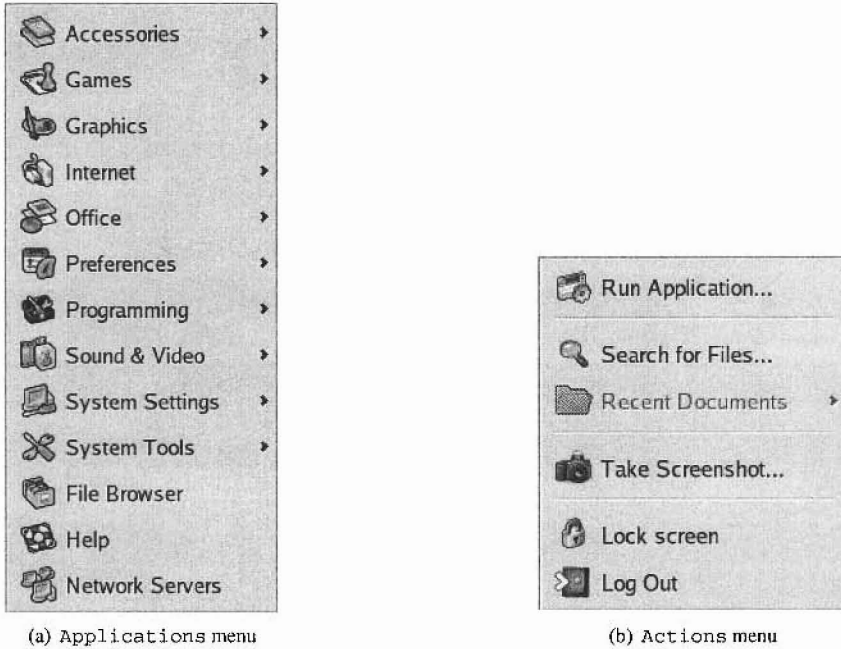 Accessories
Games
Graphics
Internet
Office
Preferences
Programming
Sound & Video
System Settings
System Tools
File Browser
Help
Network Servers
(a) Applications menu
Run Application...
Search for Files...
Recent Documents
Take Screenshot...
Lock screen
Log Out
(b) Actions menu